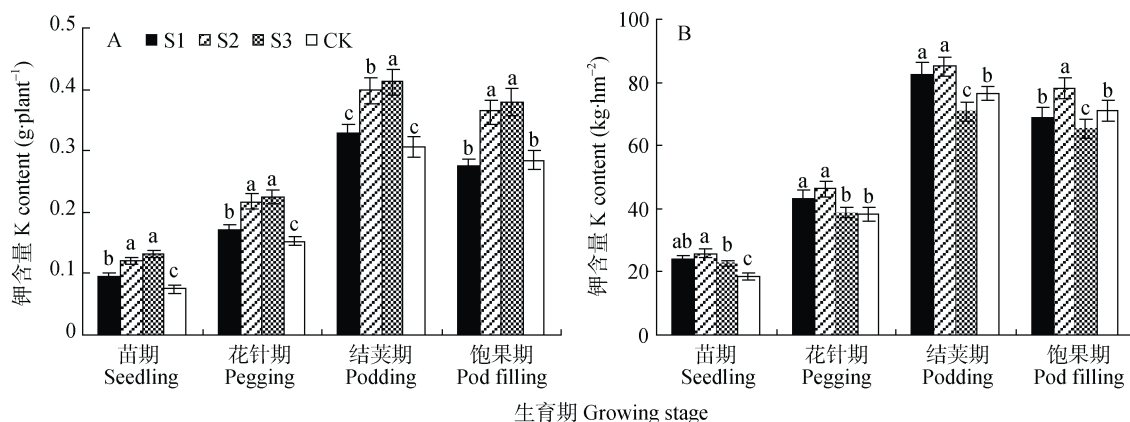 钾含量 K content (g·plant⁻¹)
0.5
0.4
0.3
0.2
0.1
0
A S1 S2 S3 CK
b a a c
b a a c
c b a c
b a a b
苗期 花针期 结荚期 饱果期
Seedling Pegging Podding Pod filling
钾含量 K content (kg·hm⁻²)
100
80
60
40
20
0
B
ab a b c
a a b b
a a c b
b a c b
苗期 花针期 结荚期 饱果期
Seedling Pegging Podding Pod filling
生育期 Growing stage